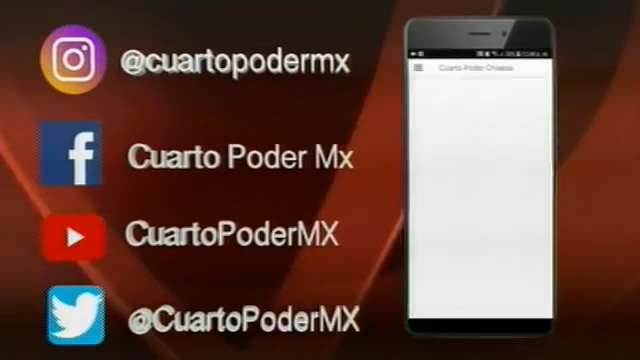 @cuartopodermx
Cuarto Poder Mx
CuartoPoderMX
@CuartoPoderMX
Cuarto Poder Chiapas